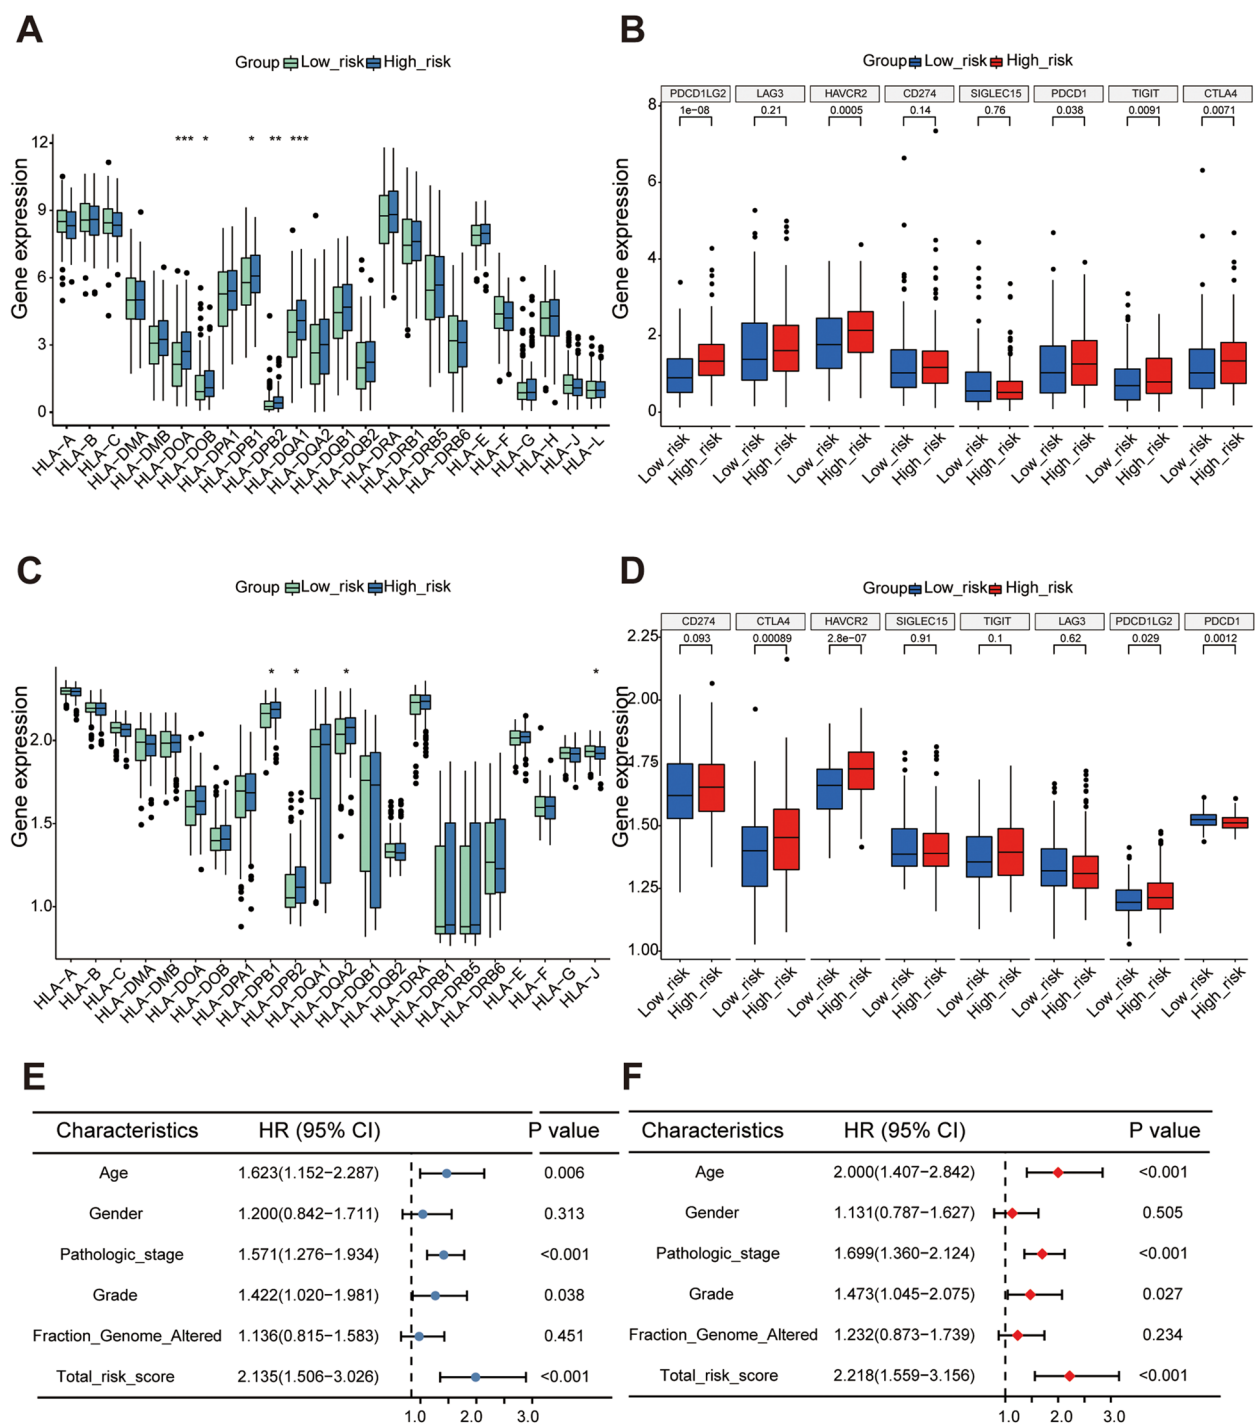 A
Group Low_risk High_risk
Gene expression
12
9
6
3
0
*** * * ** ***
HLA-A
HLA-B
HLA-C
HLA-DMA
HLA-DMB
HLA-DOA
HLA-DOB
HLA-DPA1
HLA-DPB1
HLA-DPB2
HLA-DQA1
HLA-DQA2
HLA-DQB1
HLA-DQB2
HLA-DRA
HLA-DRB1
HLA-DRB5
HLA-DRB6
HLA-E
HLA-F
HLA-G
HLA-H
HLA-J
HLA-L
B
Group Low_risk High_risk
PDCD1LG2 LAG3 HAVCR2 CD274 SIGLEC15 PDCD1 TIGIT CTLA4
1e-08 0.21 0.0005 0.14 0.76 0.038 0.0091 0.0071
Gene expression
8
6
4
2
0
Low_risk High_risk Low_risk High_risk Low_risk High_risk Low_risk High_risk Low_risk High_risk Low_risk High_risk Low_risk High_risk Low_risk High_risk
C
Group Low_risk High_risk
Gene expression
2.0
1.5
1.0
* * * *
HLA-A
HLA-B
HLA-C
HLA-DMA
HLA-DMB
HLA-DOA
HLA-DOB
HLA-DPA1
HLA-DPB1
HLA-DPB2
HLA-DQA1
HLA-DQA2
HLA-DQB1
HLA-DQB2
HLA-DRA
HLA-DRB1
HLA-DRB5
HLA-DRB6
HLA-E
HLA-F
HLA-G
HLA-J
D
Group Low_risk High_risk
CD274 CTLA4 HAVCR2 SIGLEC15 TIGIT LAG3 PDCD1LG2 PDCD1
0.093 0.00089 2.8e-07 0.91 0.1 0.62 0.029 0.0012
Gene expression
2.25
2.00
1.75
1.50
1.25
1.00
Low_risk High_risk Low_risk High_risk Low_risk High_risk Low_risk High_risk Low_risk High_risk Low_risk High_risk Low_risk High_risk Low_risk High_risk
E
Characteristics HR (95% CI) P value
Age 1.623(1.152−2.287) 0.006
Gender 1.200(0.842−1.711) 0.313
Pathologic_stage 1.571(1.276−1.934) <0.001
Grade 1.422(1.020−1.981) 0.038
Fraction_Genome_Altered 1.136(0.815−1.583) 0.451
Total_risk_score 2.135(1.506−3.026) <0.001
1.0 2.0 3.0
F
Characteristics HR (95% CI) P value
Age 2.000(1.407−2.842) <0.001
Gender 1.131(0.787−1.627) 0.505
Pathologic_stage 1.699(1.360−2.124) <0.001
Grade 1.473(1.045−2.075) 0.027
Fraction_Genome_Altered 1.232(0.873−1.739) 0.234
Total_risk_score 2.218(1.559−3.156) <0.001
1.0 2.0 3.0